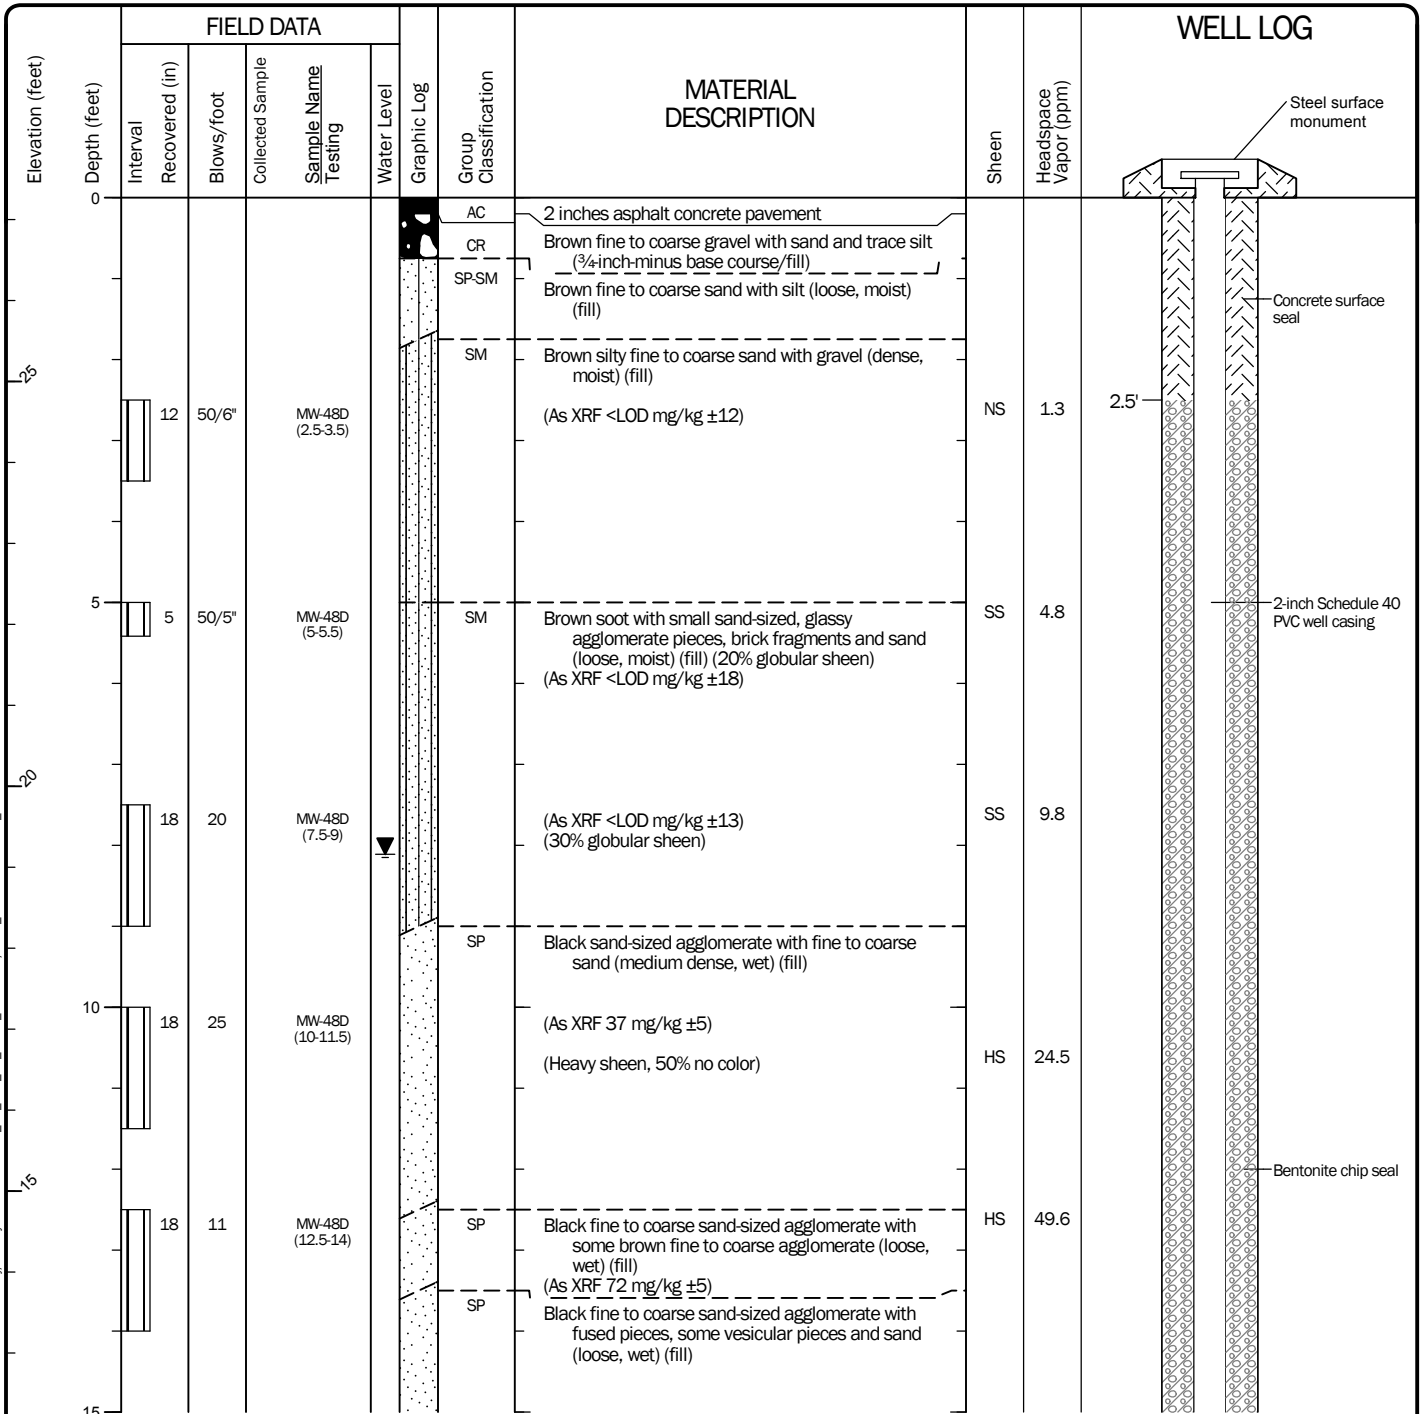 FIELD DATA
WELL LOG
Elevation (feet)
Depth (feet)
Interval
Recovered (in)
Blows/foot
Collected Sample
Sample Name
Testing
Water Level
Graphic Log
Group
Classification
MATERIAL
DESCRIPTION
Sheen
Headspace
Vapor (ppm)
Steel surface
monument
0
AC
2 inches asphalt concrete pavement
CR
Brown fine to coarse gravel with sand and trace silt
(¾-inch-minus base course/fill)
SP-SM
Brown fine to coarse sand with silt (loose, moist)
(fill)
Concrete surface
seal
SM
Brown silty fine to coarse sand with gravel (dense,
moist) (fill)
25
12
50/6"
MW-48D
(2.5-3.5)
(As XRF <LOD mg/kg ±12)
NS
1.3
2.5'
5
5
50/5"
MW-48D
(5-5.5)
SM
Brown soot with small sand-sized, glassy
agglomerate pieces, brick fragments and sand
(loose, moist) (fill) (20% globular sheen)
(As XRF <LOD mg/kg ±18)
SS
4.8
2-inch Schedule 40
PVC well casing
20
18
20
MW-48D
(7.5-9)
(As XRF <LOD mg/kg ±13)
(30% globular sheen)
SS
9.8
SP
Black sand-sized agglomerate with fine to coarse
sand (medium dense, wet) (fill)
10
18
25
MW-48D
(10-11.5)
(As XRF 37 mg/kg ±5)
(Heavy sheen, 50% no color)
HS
24.5
Bentonite chip seal
15
18
11
MW-48D
(12.5-14)
SP
Black fine to coarse sand-sized agglomerate with
some brown fine to coarse agglomerate (loose,
wet) (fill)
(As XRF 72 mg/kg ±5)
HS
49.6
SP
Black fine to coarse sand-sized agglomerate with
fused pieces, some vesicular pieces and sand
(loose, wet) (fill)
15